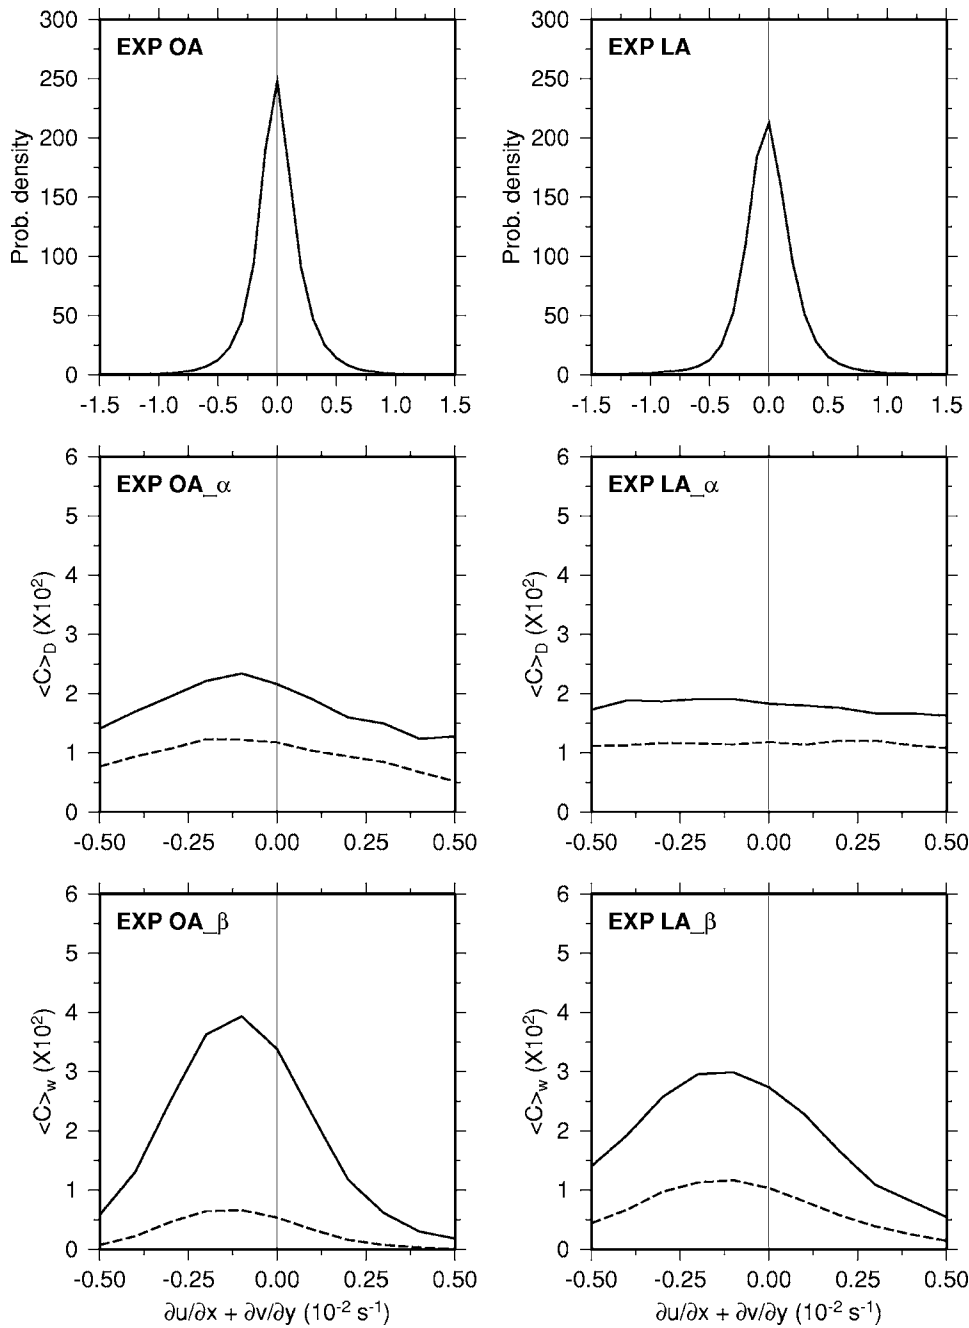 EXP OA
Prob. density
300
250
200
150
100
50
0
-1.5 -1.0 -0.5 0.0 0.5 1.0 1.5
EXP LA
Prob. density
300
250
200
150
100
50
0
-1.5 -1.0 -0.5 0.0 0.5 1.0 1.5
EXP OA_α
<C>D (X10²)
6
5
4
3
2
1
0
-0.50 -0.25 0.00 0.25 0.50
EXP LA_α
<C>D (X10²)
6
5
4
3
2
1
0
-0.50 -0.25 0.00 0.25 0.50
EXP OA_β
<C>w (X10²)
6
5
4
3
2
1
0
-0.50 -0.25 0.00 0.25 0.50
∂u/∂x + ∂v/∂y (10⁻² s⁻¹)
EXP LA_β
<C>w (X10²)
6
5
4
3
2
1
0
-0.50 -0.25 0.00 0.25 0.50
∂u/∂x + ∂v/∂y (10⁻² s⁻¹)